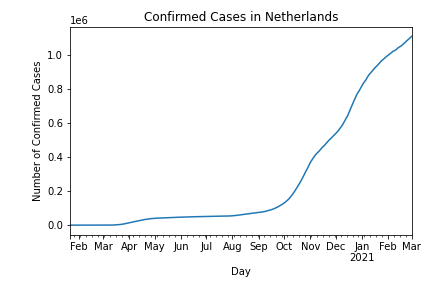 Confirmed Cases in Netherlands
1e6
1.0
0.8
0.6
0.4
0.2
0.0
Number of Confirmed Cases
Feb Mar Apr May Jun Jul Aug Sep Oct Nov Dec Jan Feb Mar
2021
Day